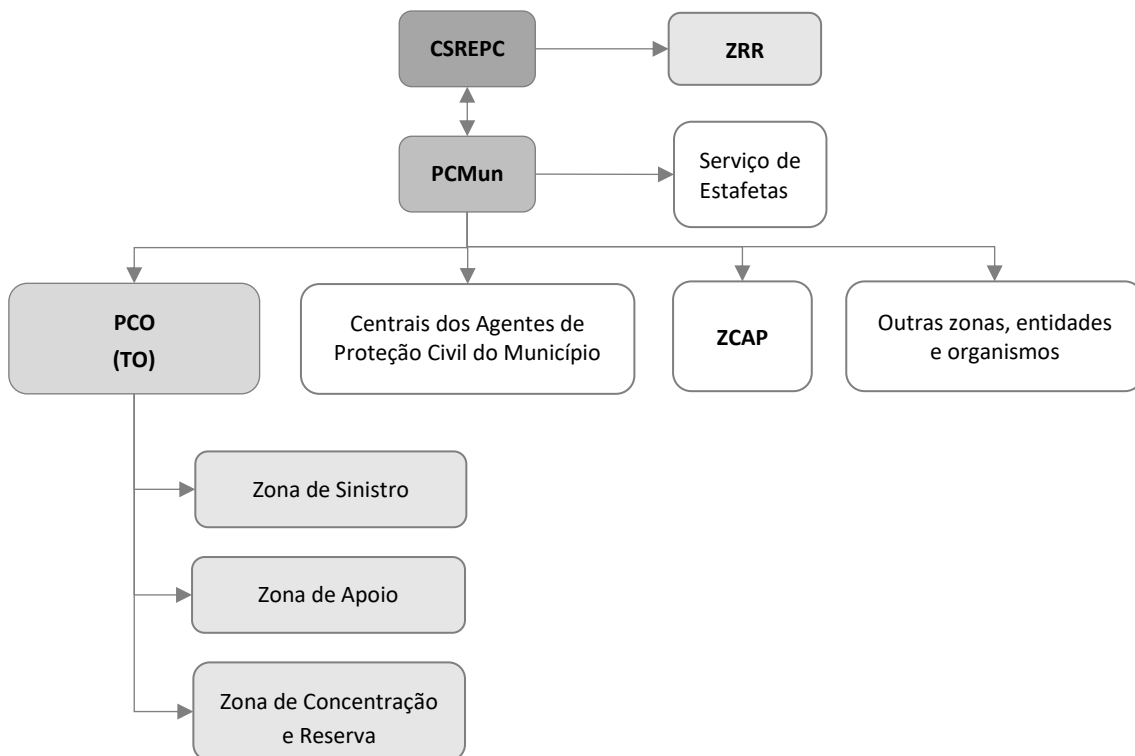 CSREPC
ZRR
PCMun
Serviço de
Estafetas
PCO
(TO)
Centrais dos Agentes de
Proteção Civil do Município
ZCAP
Outras zonas, entidades
e organismos
Zona de Sinistro
Zona de Apoio
Zona de Concentração
e Reserva